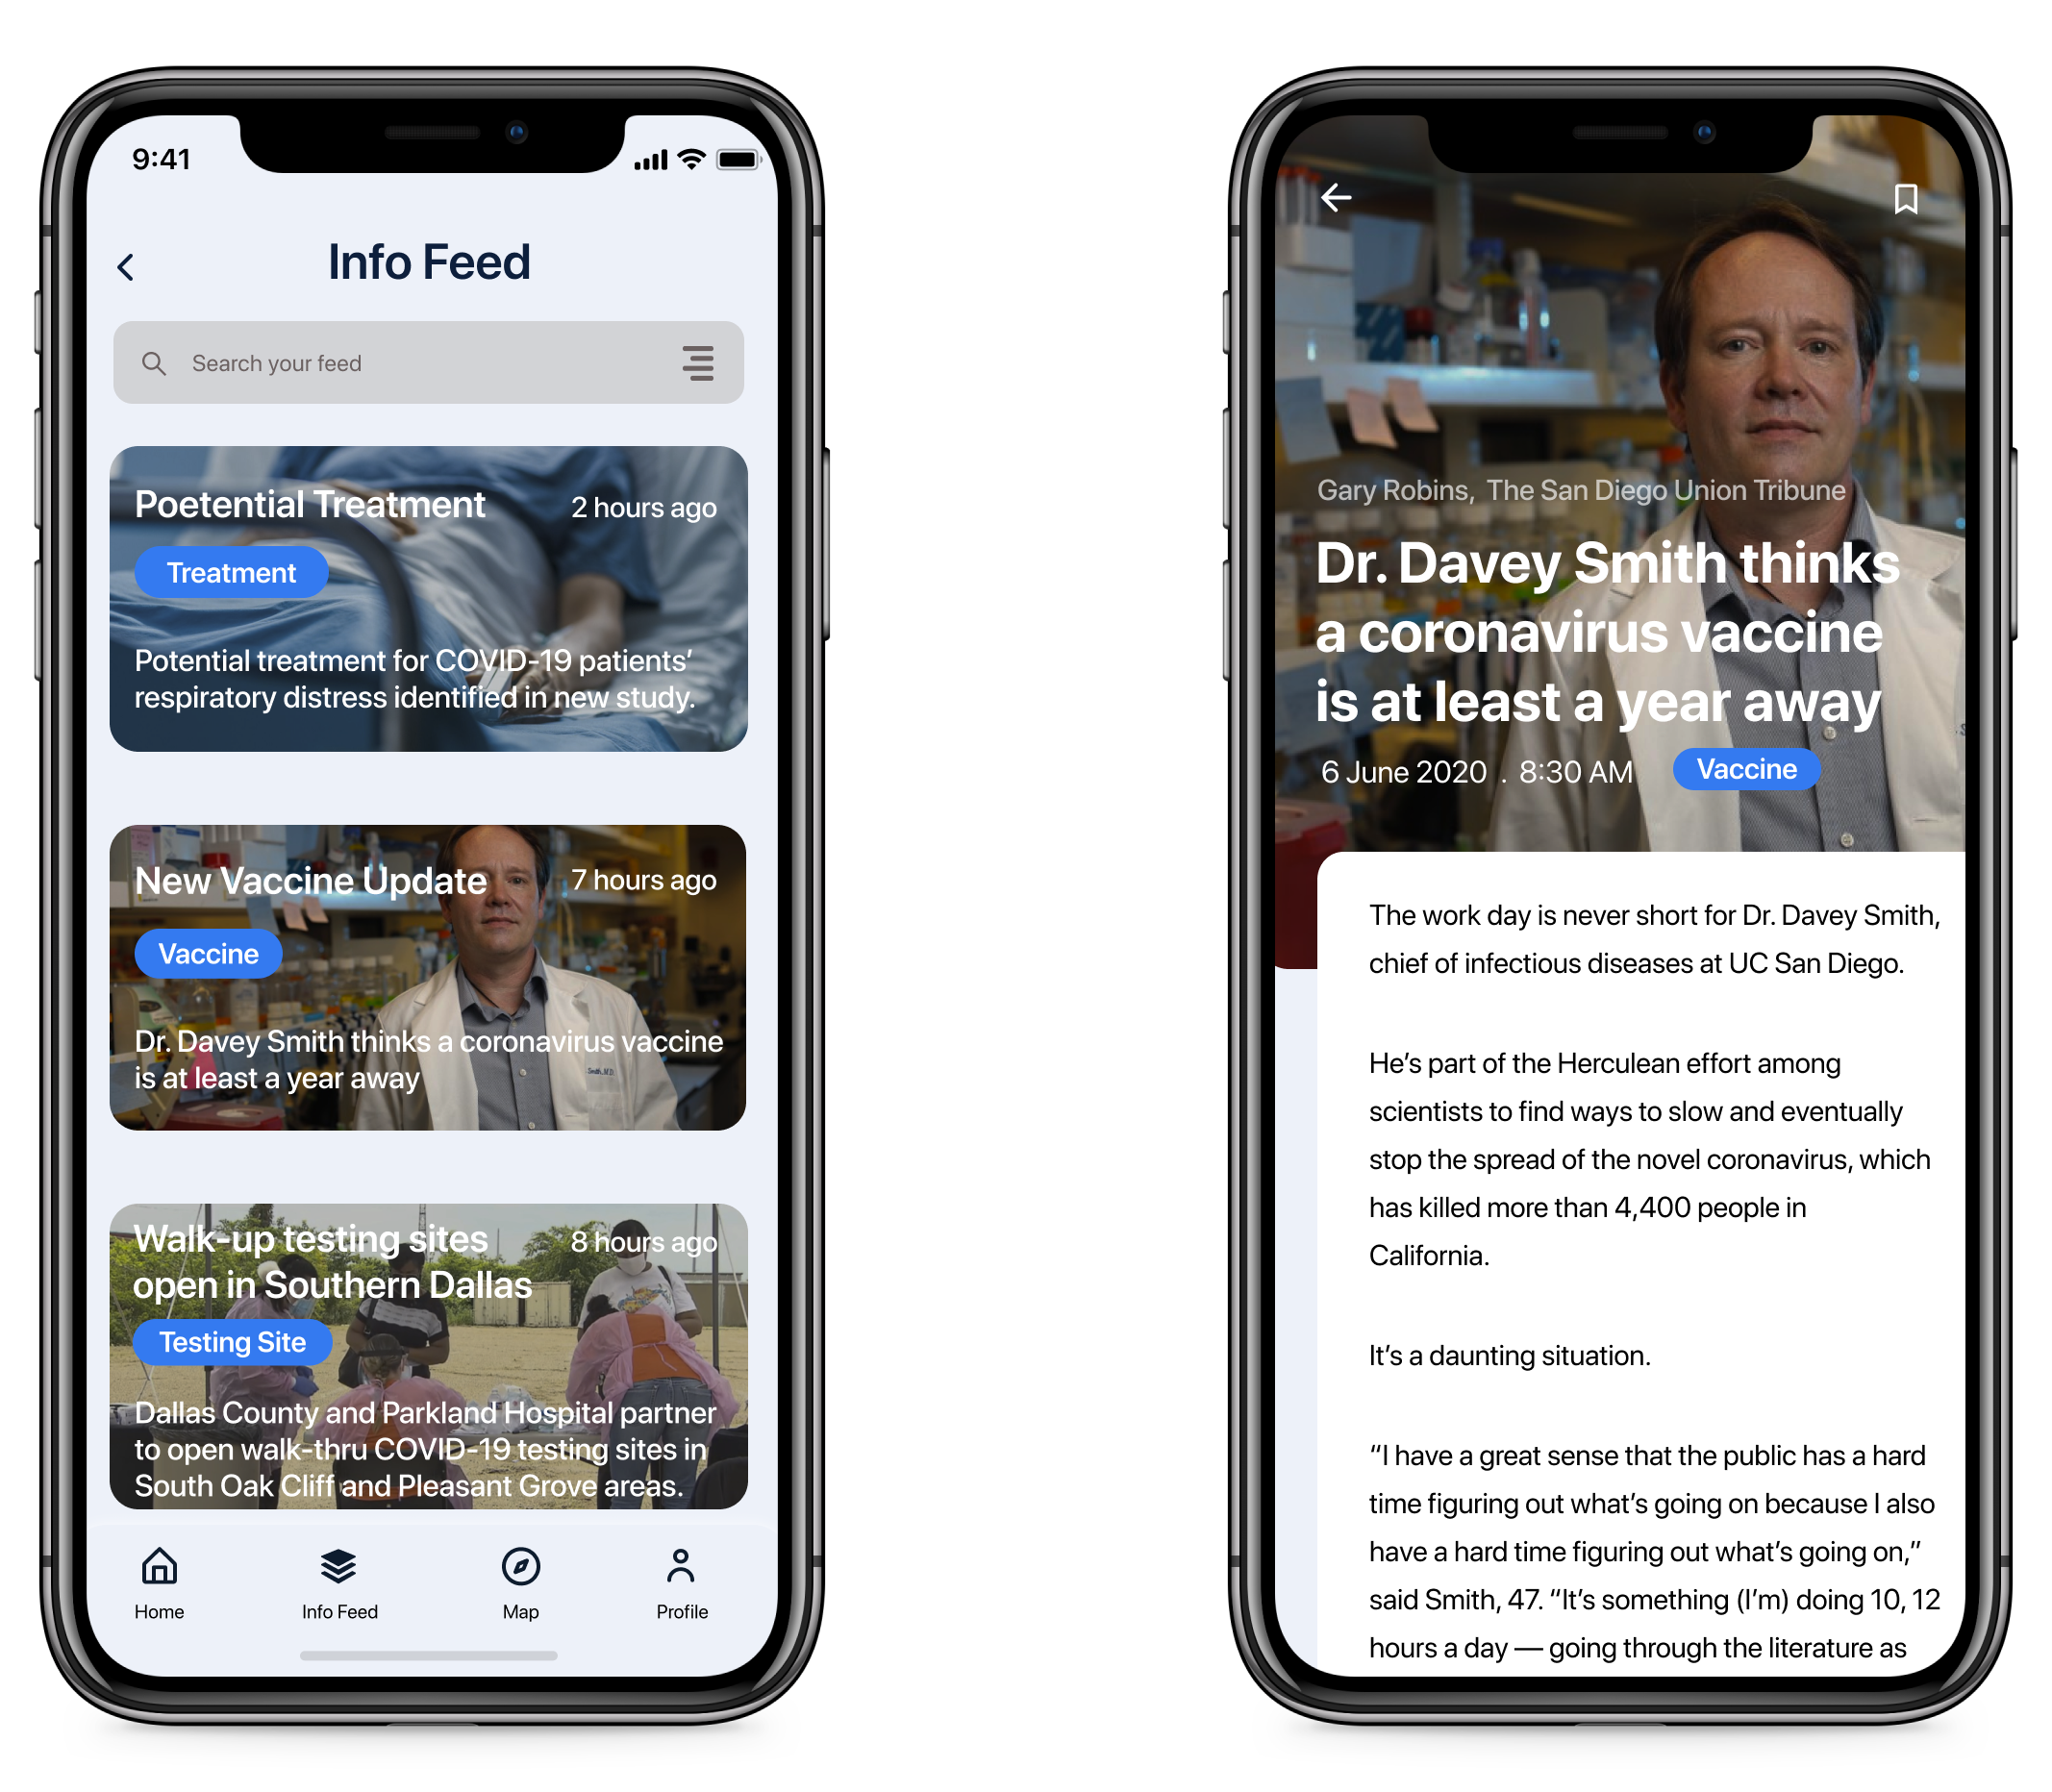 9:41
Info Feed
Search your feed
Poetential Treatment
2 hours ago
Treatment
Potential treatment for COVID-19 patients’
respiratory distress identified in new study.
New Vaccine Update
7 hours ago
Vaccine
Dr. Davey Smith thinks a coronavirus vaccine
is at least a year away
Smith, M.D.
Walk-up testing sites
open in Southern Dallas
8 hours ago
Testing Site
Dallas County and Parkland Hospital partner
to open walk-thru COVID-19 testing sites in
South Oak Cliff and Pleasant Grove areas.
Home
Info Feed
Map
Profile
Gary Robins, The San Diego Union Tribune
Dr. Davey Smith thinks
a coronavirus vaccine
is at least a year away
6 June 2020 . 8:30 AM
Vaccine
The work day is never short for Dr. Davey Smith,
chief of infectious diseases at UC San Diego.
He’s part of the Herculean effort among
scientists to find ways to slow and eventually
stop the spread of the novel coronavirus, which
has killed more than 4,400 people in
California.
It’s a daunting situation.
“I have a great sense that the public has a hard
time figuring out what’s going on because I also
have a hard time figuring out what’s going on,”
said Smith, 47. “It’s something (I’m) doing 10, 12
hours a day — going through the literature as